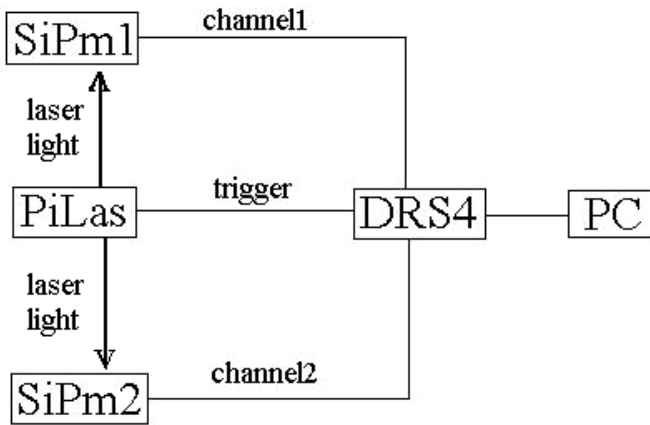 SiPm1
channel1
laser
light
PiLas
trigger
DRS4
PC
laser
light
SiPm2
channel2